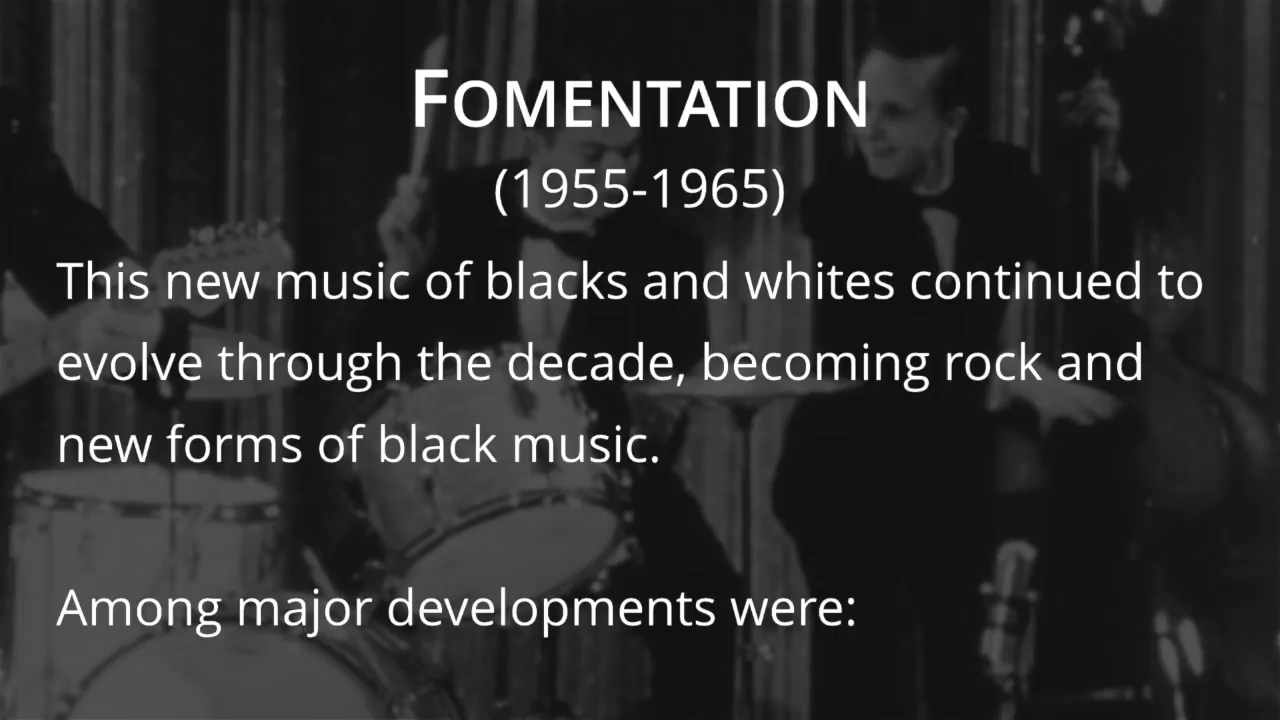 FOMENTATION
(1955-1965)
This new music of blacks and whites continued to
evolve through the decade, becoming rock and
new forms of black music.
Among major developments were: